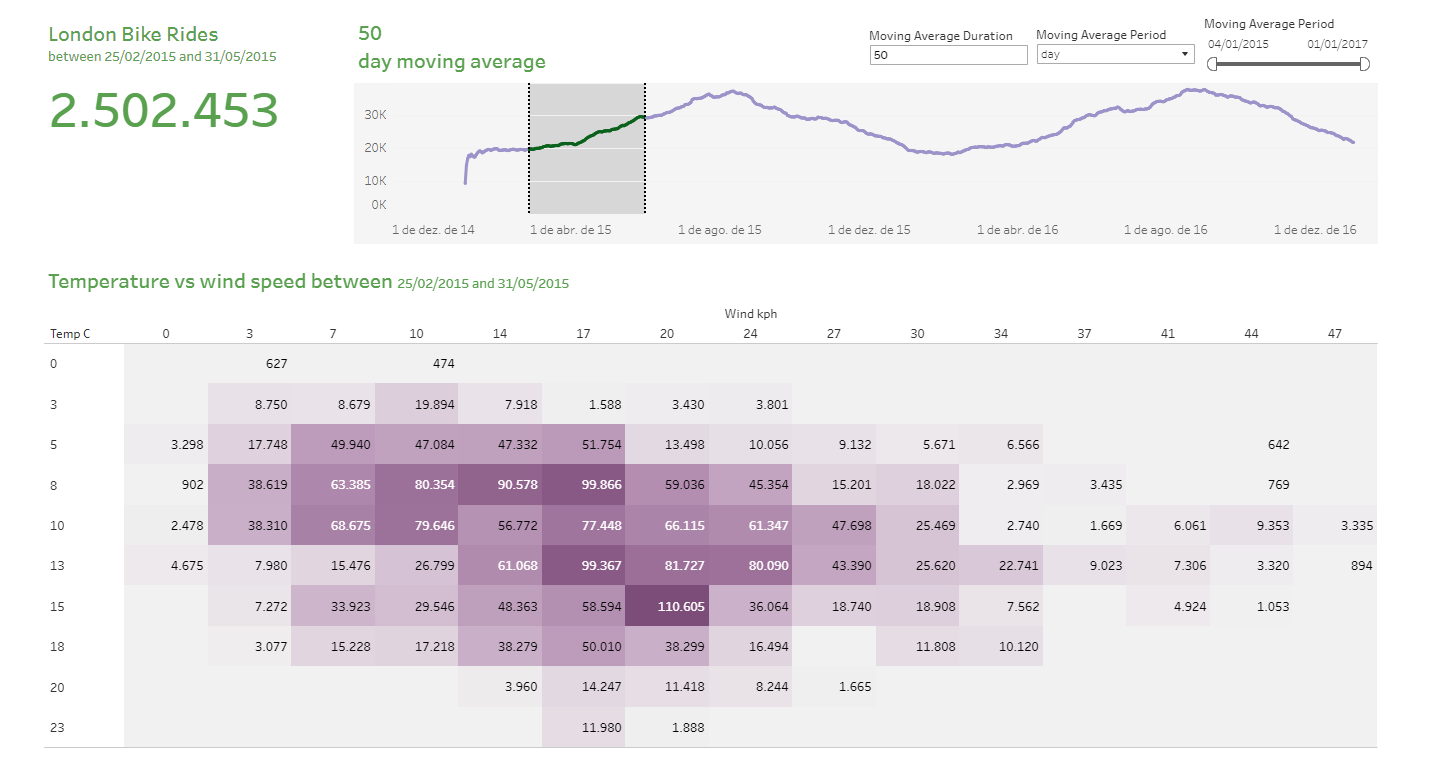 London Bike Rides
between 25/02/2015 and 31/05/2015
2.502.453
50
day moving average
Moving Average Duration
50
Moving Average Period
day
Moving Average Period
04/01/2015 01/01/2017
30K
20K
10K
0K
1 de dez. de 14 1 de abr. de 15 1 de ago. de 15 1 de dez. de 15 1 de abr. de 16 1 de ago. de 16 1 de dez. de 16
Temperature vs wind speed between 25/02/2015 and 31/05/2015
Wind kph
Temp C 0 3 7 10 14 17 20 27 24 30 34 37 41 44 47
0 627 474
3 8.750 8.679 19.894 7.918 1.588 3.430 3.801
5 3.298 17.748 49.940 47.084 47.332 51.754 13.498 10.056 9.132 5.671 6.566 642
8 902 38.619 63.385 80.354 90.578 99.866 59.036 45.354 15.201 18.022 2.969 3.435 769
10 2.478 38.310 68.675 79.646 56.772 77.448 66.115 61.347 47.698 25.469 2.740 1.669 6.061 9.353 3.335
13 4.675 7.980 15.476 26.799 61.068 99.367 81.727 80.090 43.390 25.620 22.741 9.023 7.306 3.320 894
15 7.272 33.923 29.546 48.363 58.594 110.605 36.064 18.740 18.908 7.562 4.924 1.053
18 3.077 15.228 17.218 38.279 50.010 38.299 16.494 11.808 10.120
20 3.960 14.247 11.418 8.244 1.665
23 11.980 1.888